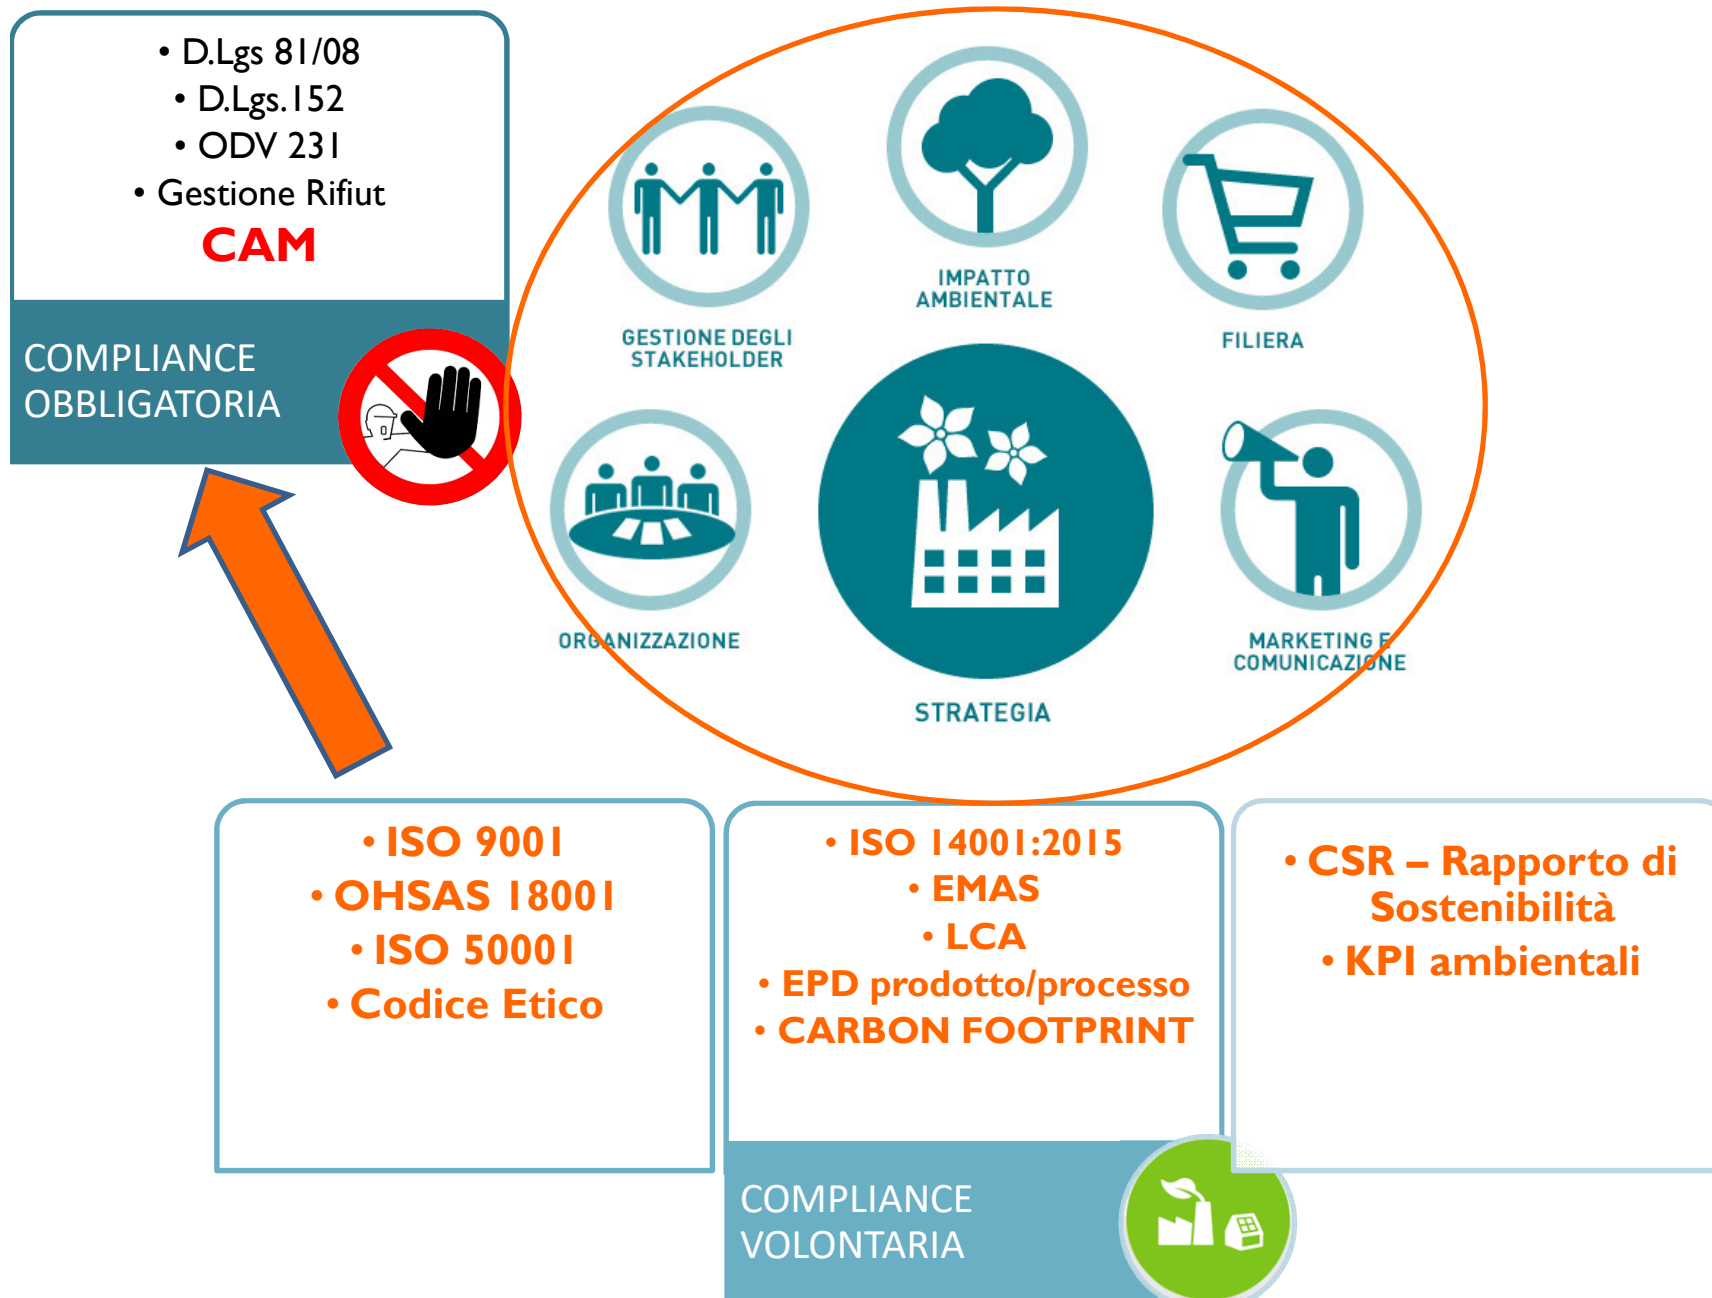 • D.Lgs 81/08
• D.Lgs.152
• ODV 231
• Gestione Rifiut
CAM
COMPLIANCE
OBBLIGATORIA
GESTIONE DEGLI
STAKEHOLDER
IMPATTO
AMBIENTALE
FILIERA
ORGANIZZAZIONE
STRATEGIA
MARKETING E
COMUNICAZIONE
• ISO 9001
• OHSAS 18001
• ISO 50001
• Codice Etico
• ISO 14001:2015
• EMAS
• LCA
• EPD prodotto/processo
• CARBON FOOTPRINT
• CSR – Rapporto di
Sostenibilità
• KPI ambientali
COMPLIANCE
VOLONTARIA